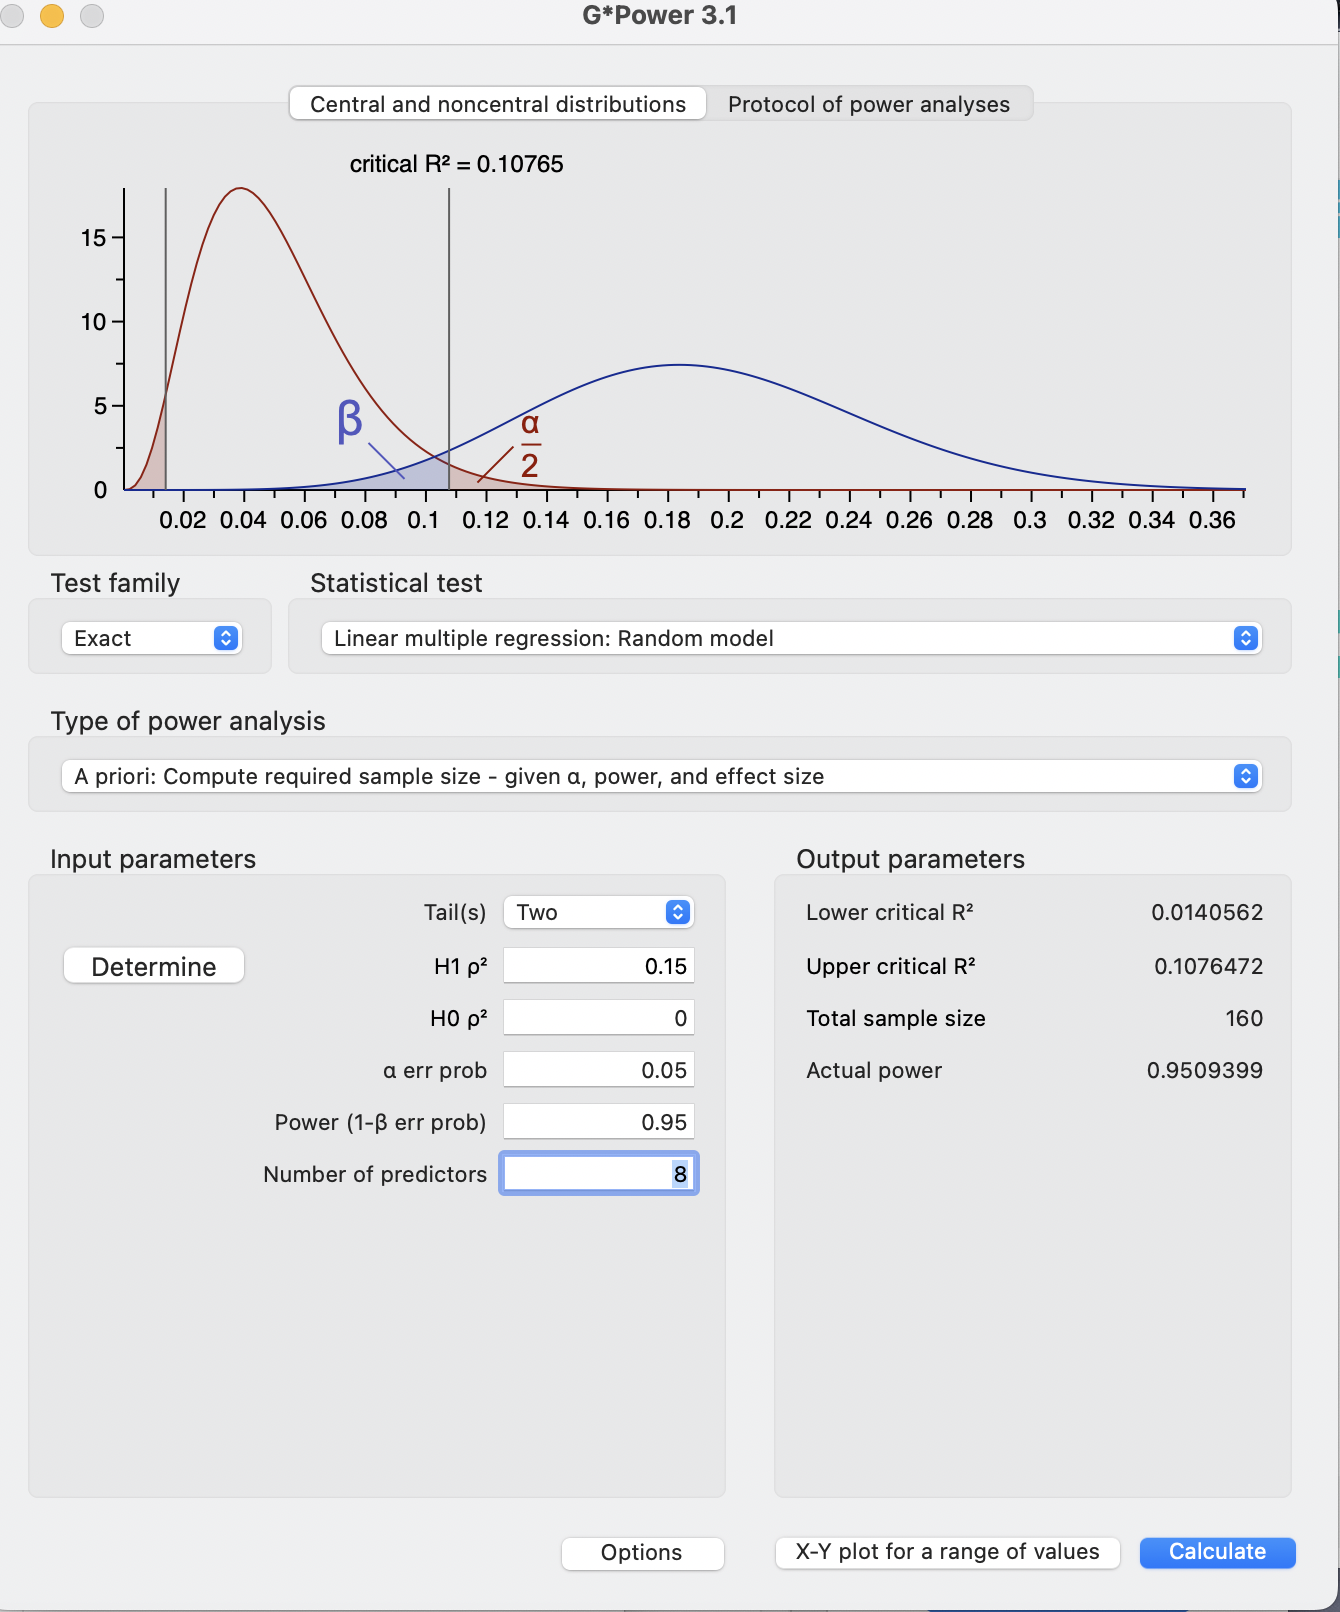 G*Power 3.1
Central and noncentral distributions Protocol of power analyses
critical R² = 0.10765
15
10
5
0
β
α
2
0.02 0.04 0.06 0.08 0.1 0.12 0.14 0.16 0.18 0.2 0.22 0.24 0.26 0.28 0.3 0.32 0.34 0.36
Test family Statistical test
Exact Linear multiple regression: Random model
Type of power analysis
A priori: Compute required sample size - given α, power, and effect size
Input parameters
Tail(s) Two
Determine H1 ρ² 0.15
H0 ρ² 0
α err prob 0.05
Power (1-β err prob) 0.95
Number of predictors 8
Output parameters
Lower critical R² 0.0140562
Upper critical R² 0.1076472
Total sample size 160
Actual power 0.9509399
Options X-Y plot for a range of values Calculate